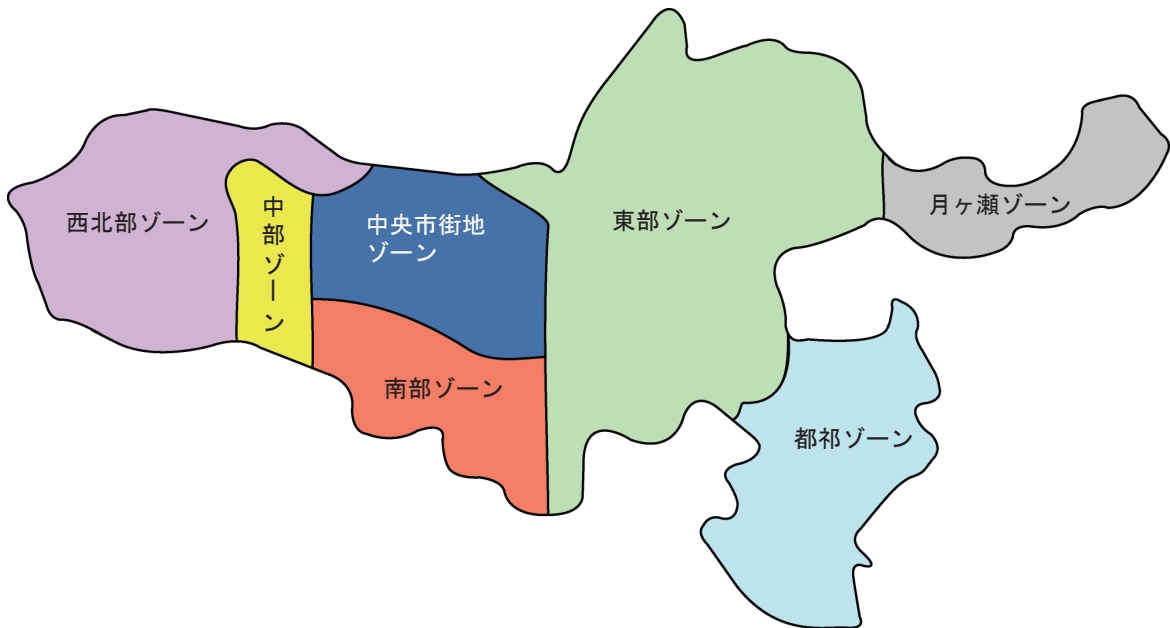 西北部ゾーン
中部ゾーン
中央市街地
ゾーン
東部ゾーン
月ヶ瀬ゾーン
南部ゾーン
都祁ゾーン